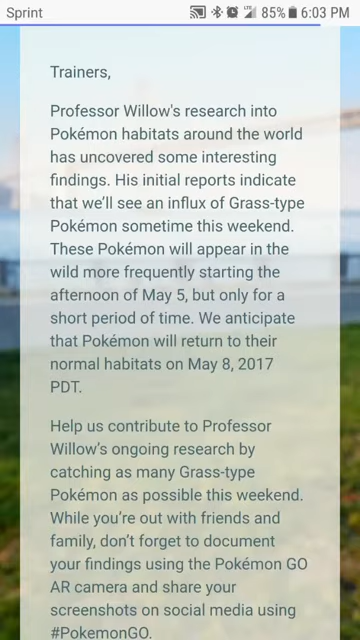 Sprint 85% 6:03 PM
Trainers,
Professor Willow's research into
Pokémon habitats around the world
has uncovered some interesting
findings. His initial reports indicate
that we'll see an influx of Grass-type
Pokémon sometime this weekend.
These Pokémon will appear in the
wild more frequently starting the
afternoon of May 5, but only for a
short period of time. We anticipate
that Pokémon will return to their
normal habitats on May 8, 2017
PDT.
Help us contribute to Professor
Willow's ongoing research by
catching as many Grass-type
Pokémon as possible this weekend.
While you're out with friends and
family, don't forget to document
your findings using the Pokémon GO
AR camera and share your
screenshots on social media using
#PokemonGO.